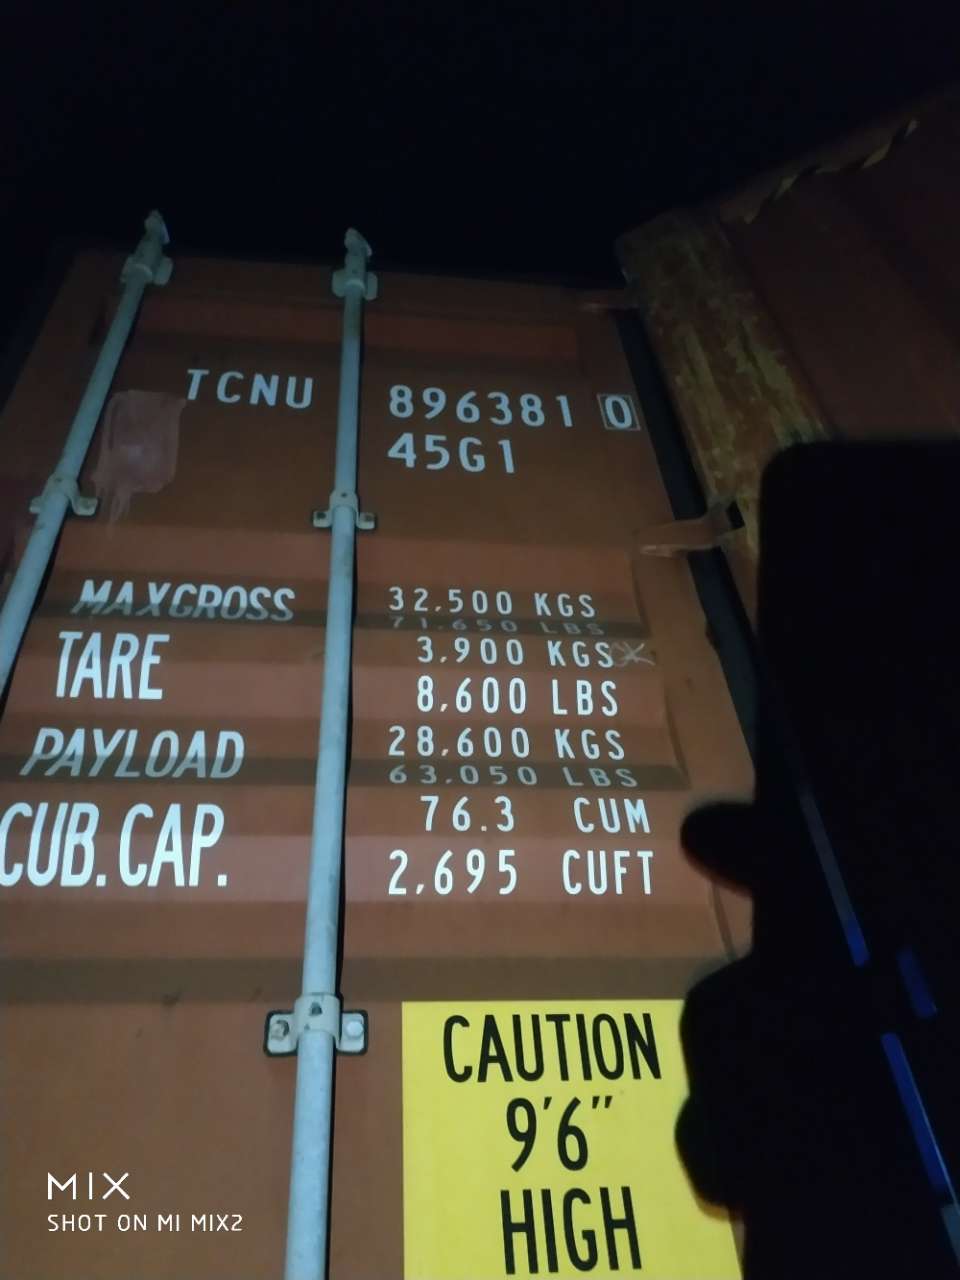 TCNU 896381 0
45G1
MAXGROSS 32,500 KGS
71,650 LBS
TARE 3,900 KGS
8,600 LBS
PAYLOAD 28,600 KGS
63,050 LBS
CUB.CAP. 76.3 CUM
2,695 CUFT
CAUTION
9'6"
HIGH
MIX
SHOT ON MI MIX2